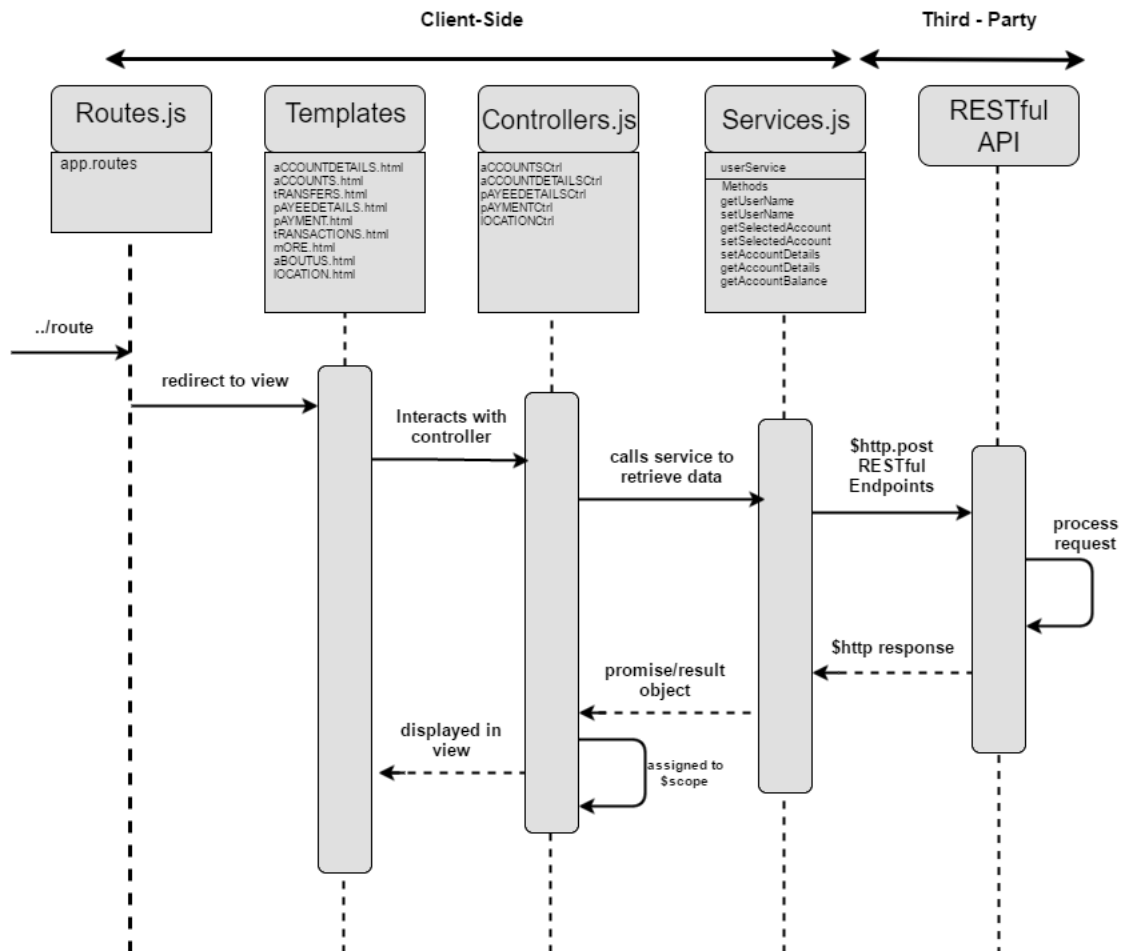 Client-Side
Third - Party
Routes.js
app.routes
Templates
aCCOUNTDETAILS.html
aCCOUNTS.html
tRANSFERS.html
pAYEEDETAILS.html
pAYMENT.html
tRANSACTIONS.html
mORE.html
aBOUTUS.html
lOCATION.html
Controllers.js
aCCOUNTSCtrl
aCCOUNTDETAILSCtrl
pAYEEDETAILSCtrl
pAYMENTCtrl
lOCATIONCtrl
Services.js
userService
Methods
getUserName
setUserName
getSelectedAccount
setSelectedAccount
setAccountDetails
getAccountDetails
getAccountBalance
RESTful
API
../route
redirect to view
Interacts with
controller
calls service to
retrieve data
$http.post
RESTful
Endpoints
process
request
$http response
promise/result
object
displayed in
view
assigned to
$scope